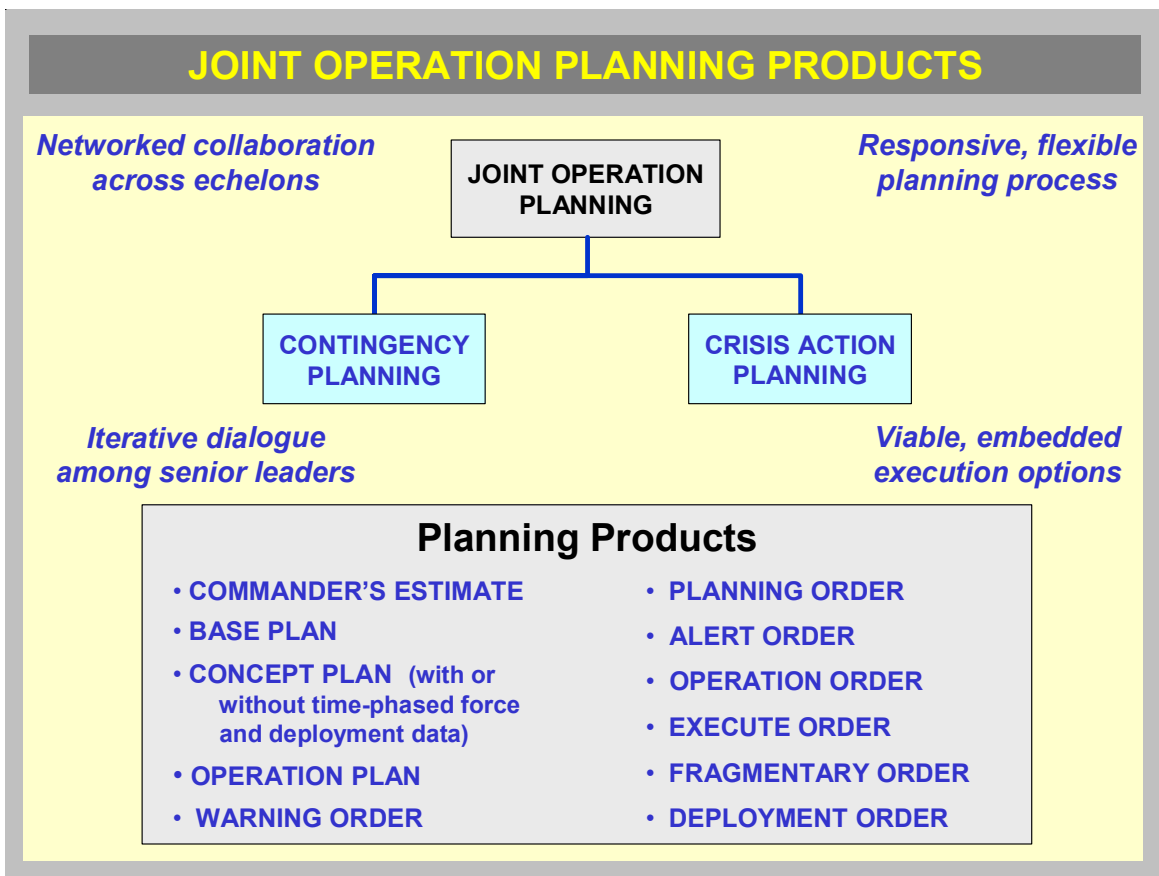 JOINT OPERATION PLANNING PRODUCTS
Networked collaboration
across echelons
Responsive, flexible
planning process
JOINT OPERATION
PLANNING
CONTINGENCY
PLANNING
CRISIS ACTION
PLANNING
Iterative dialogue
among senior leaders
Viable, embedded
execution options
Planning Products
• COMMANDER’S ESTIMATE
• BASE PLAN
• CONCEPT PLAN (with or
without time-phased force
and deployment data)
• OPERATION PLAN
• WARNING ORDER
• PLANNING ORDER
• ALERT ORDER
• OPERATION ORDER
• EXECUTE ORDER
• FRAGMENTARY ORDER
• DEPLOYMENT ORDER